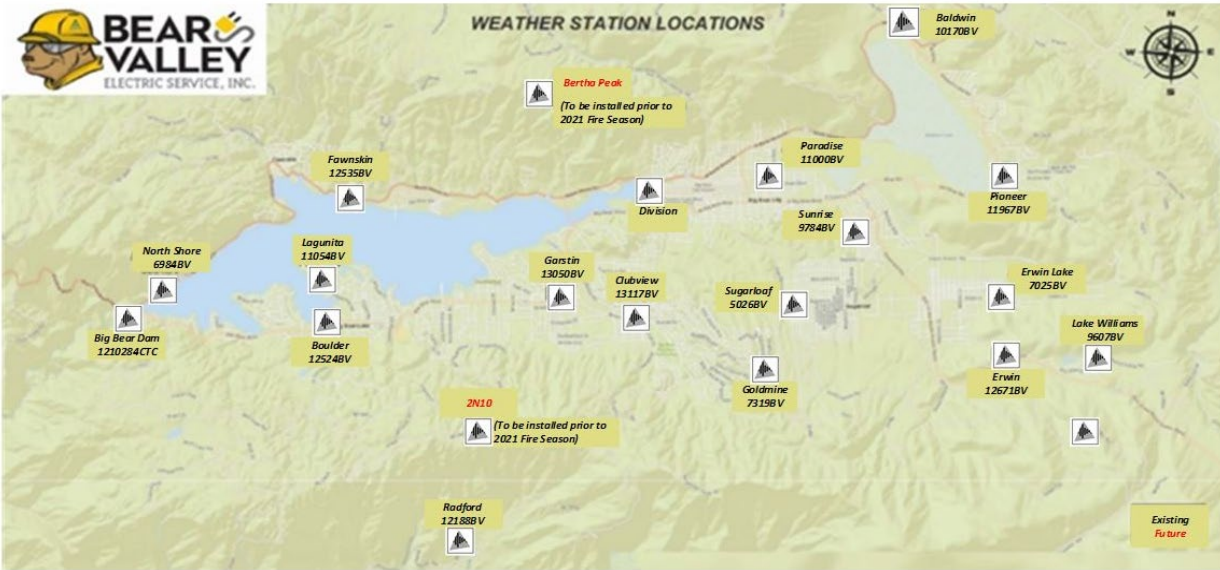 BEAR
VALLEY
ELECTRIC SERVICE, INC.
WEATHER STATION LOCATIONS
Baldwin
10170BV
N
W E
S
Bertha Peak
(To be installed prior to
2021 Fire Season)
Fawnskin
12535BV
Paradise
11000BV
Division
Pioneer
11967BV
Sunrise
9784BV
North Shore
6984BV
Lagunita
11054BV
Garstin
13050BV
Clubview
13117BV
Sugarloaf
5026BV
Erwin Lake
7025BV
Big Bear Dam
1210284CTC
Boulder
12524BV
Lake Williams
9607BV
Goldmine
7319BV
Erwin
12671BV
2N10
(To be installed prior to
2021 Fire Season)
Radford
12188BV
Existing
Future